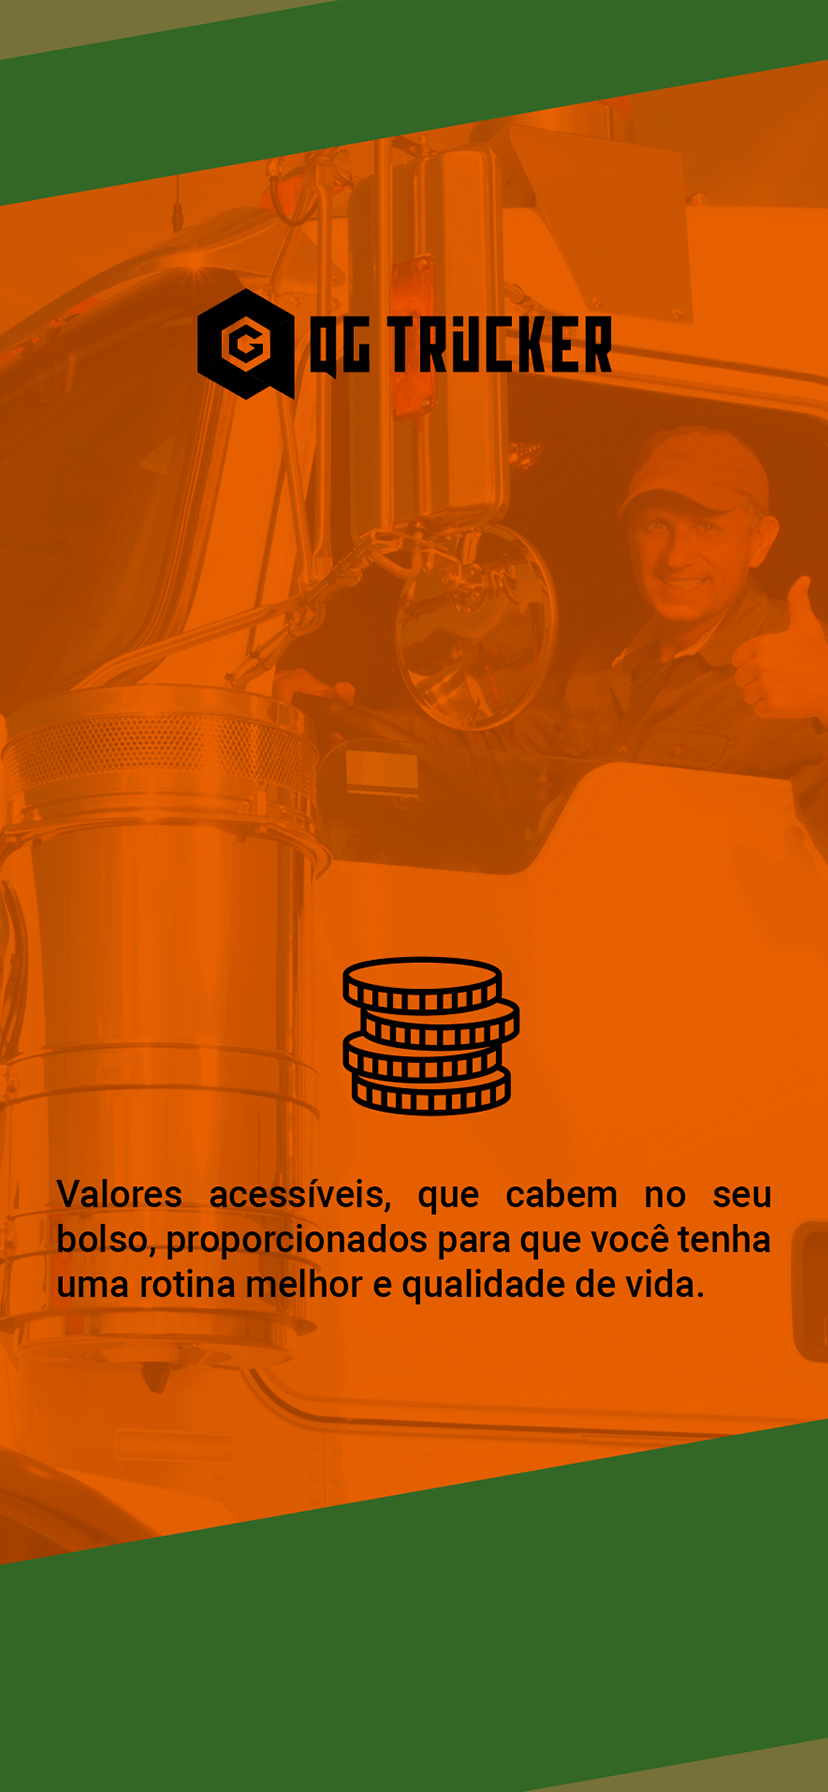 QG TRUCKER
Valores acessíveis, que cabem no seu
bolso, proporcionados para que você tenha
uma rotina melhor e qualidade de vida.